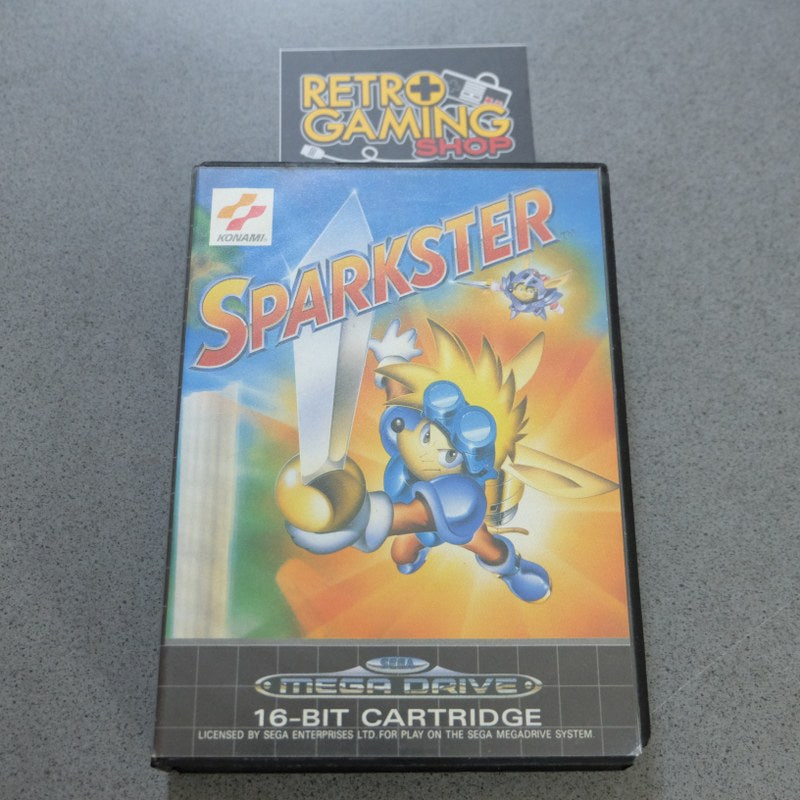 RETRO
GAMING
SHOP
KONAMI®
SPARKSTER™
SEGA
MEGA DRIVE
16-BIT CARTRIDGE
LICENSED BY SEGA ENTERPRISES LTD. FOR PLAY ON THE SEGA MEGADRIVE SYSTEM.